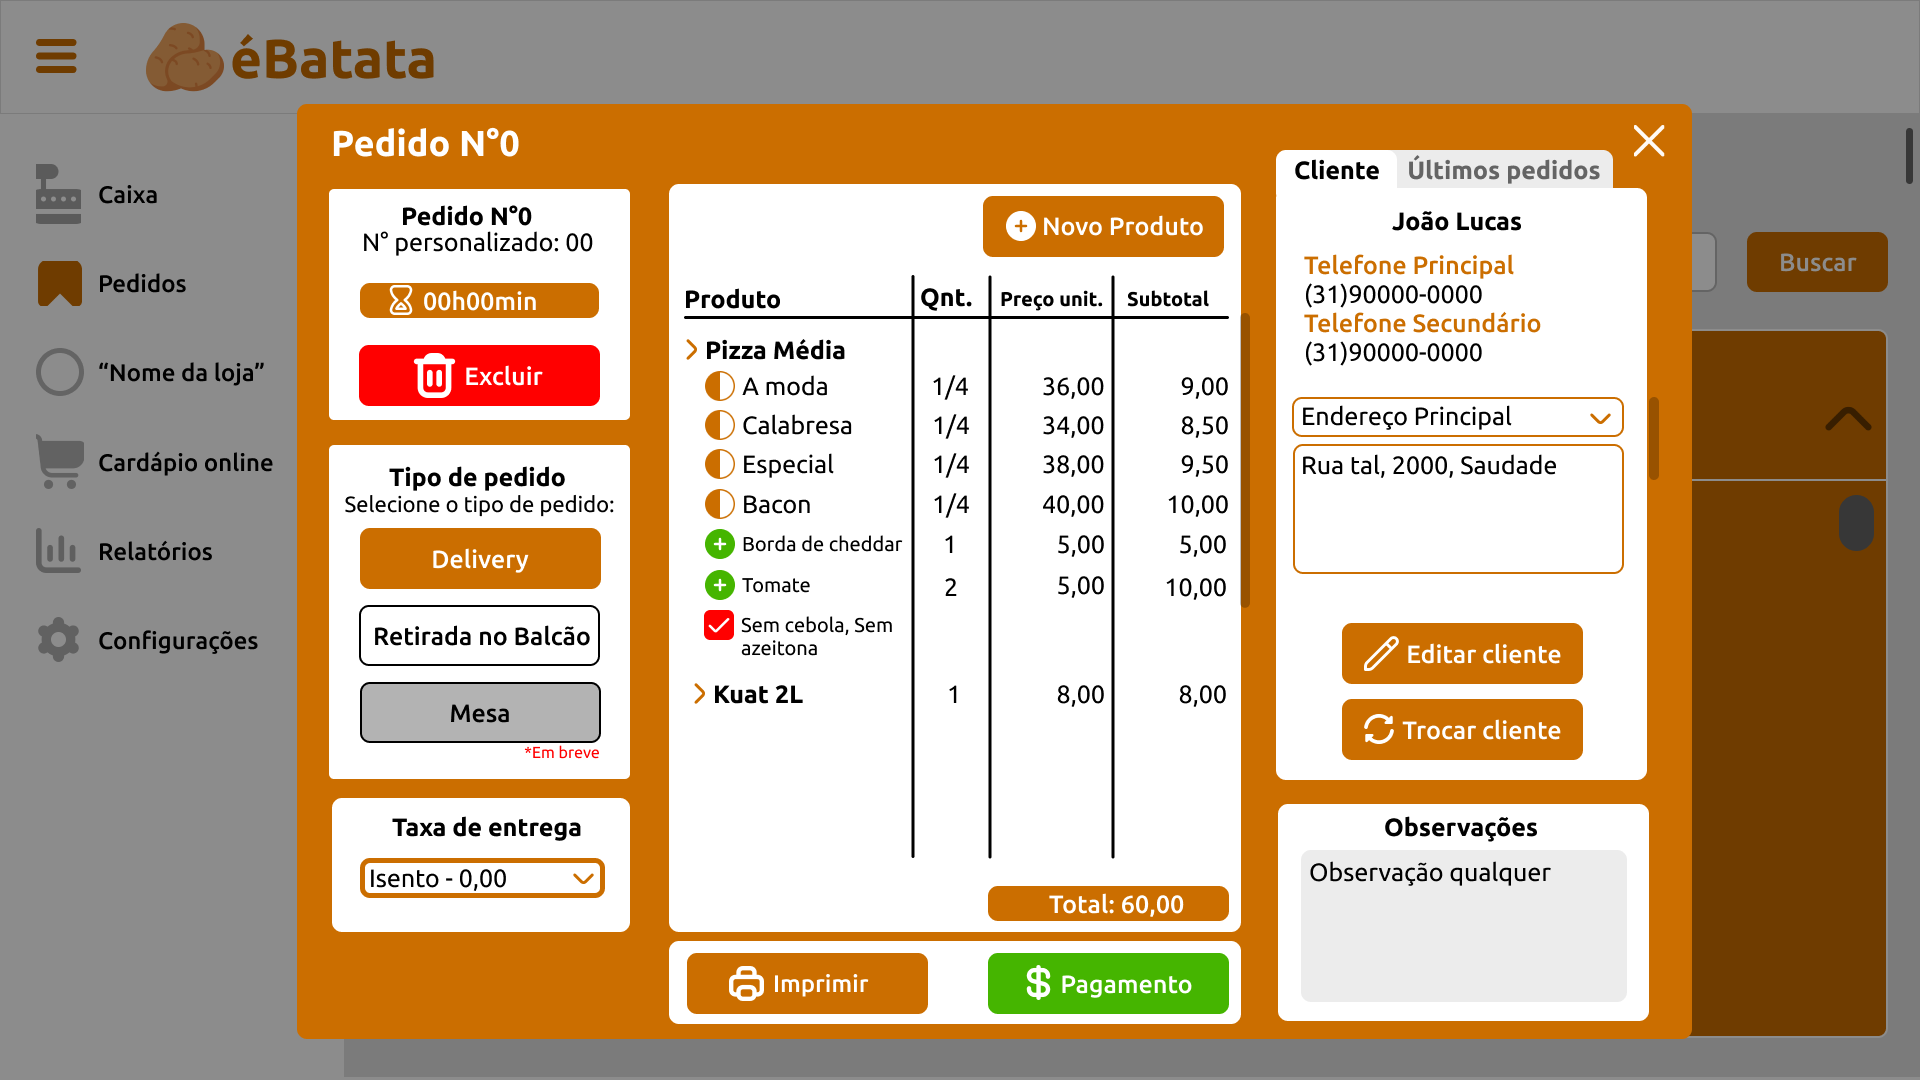 éBatata
Caixa
Pedidos
“Nome da loja”
Cardápio online
Relatórios
Configurações
Buscar
Pedido N°0
Pedido N°0
N° personalizado: 00
00h00min
Excluir
Tipo de pedido
Selecione o tipo de pedido:
Delivery
Retirada no Balcão
Mesa
*Em breve
Taxa de entrega
Isento - 0,00
Novo Produto
Produto Qnt. Preço unit. Subtotal
Pizza Média
A moda 1/4 36,00 9,00
Calabresa 1/4 34,00 8,50
Especial 1/4 38,00 9,50
Bacon 1/4 40,00 10,00
Borda de cheddar 1 5,00 5,00
Tomate 2 5,00 10,00
Sem cebola, Sem
azeitona
Kuat 2L 1 8,00 8,00
Total: 60,00
Imprimir
Pagamento
Cliente Últimos pedidos
João Lucas
Telefone Principal
(31)90000-0000
Telefone Secundário
(31)90000-0000
Endereço Principal
Rua tal, 2000, Saudade
Editar cliente
Trocar cliente
Observações
Observação qualquer